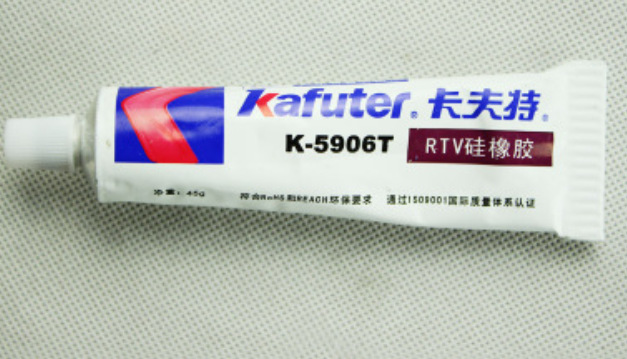 Kafuter® 卡夫特®
K-5906T RTV硅橡胶
净重：45g 符合RoHS和REACH环保要求 通过ISO9001国际质量体系认证